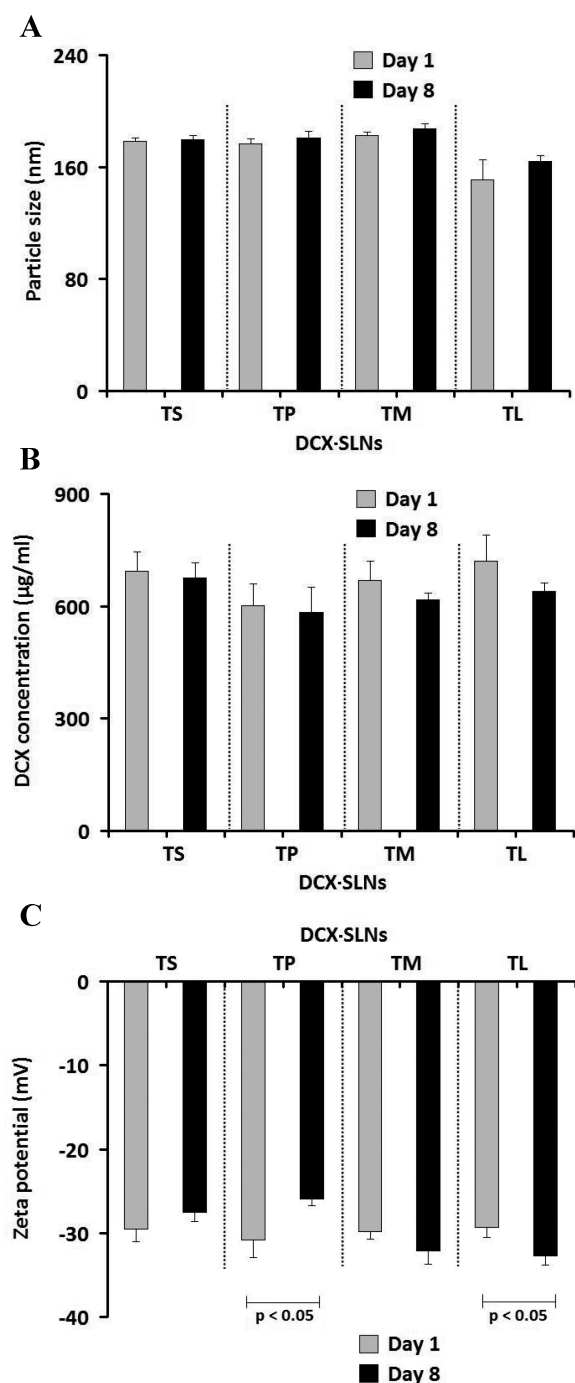 A
240
Day 1
Day 8
160
80
0
Particle size (nm)
TS TP TM TL
DCX-SLNs
B
900
Day 1
Day 8
600
300
0
DCX concentration (µg/ml)
TS TP TM TL
DCX-SLNs
C
DCX-SLNs
TS TP TM TL
0
-10
-20
-30
-40
Zeta potential (mV)
p < 0.05 p < 0.05
Day 1
Day 8